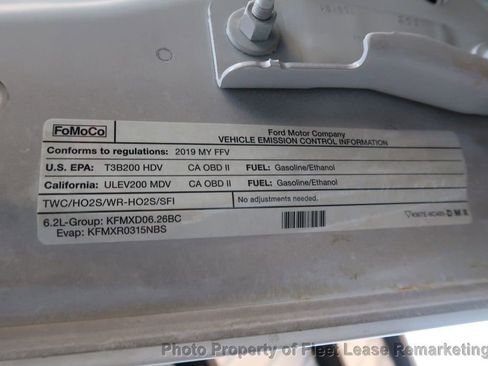 FoMoCo
Ford Motor Company
VEHICLE EMISSION CONTROL INFORMATION
Conforms to regulations: 2019 MY FFV
U.S. EPA: T3B200 HDV CA OBD II FUEL: Gasoline/Ethanol
California: ULEV200 MDV CA OBD II FUEL: Gasoline/Ethanol
TWC/HO2S/WR-HO2S/SFI No adjustments needed.
6.2L-Group: KFMXD06.26BC
Evap: KFMXR0315NBS
Photo Property of Fleet Lease Remarketing